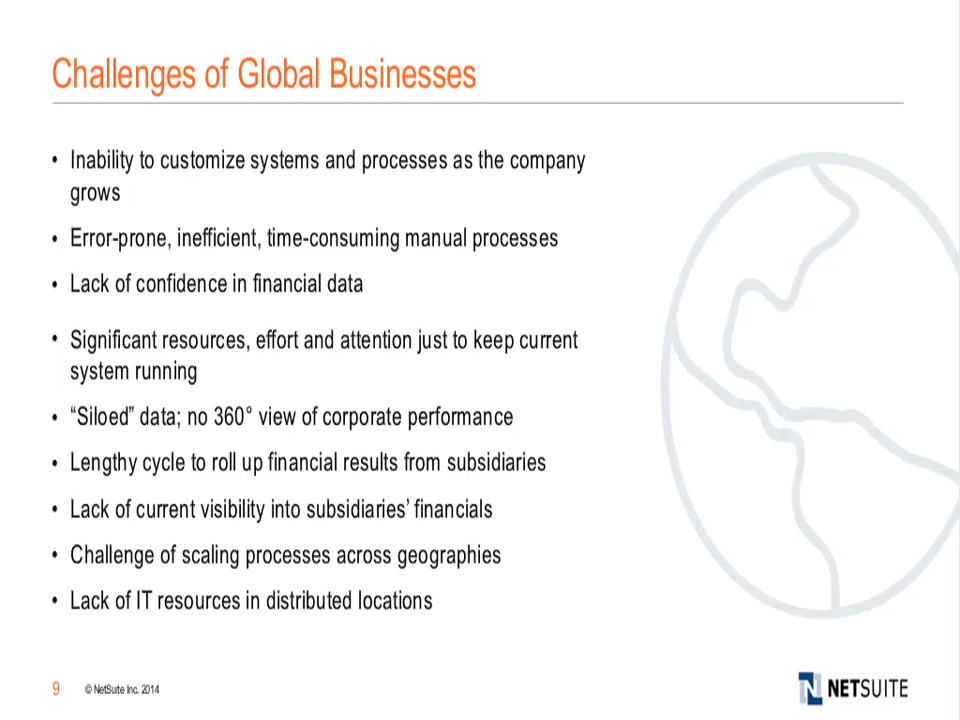 Challenges of Global Businesses
• Inability to customize systems and processes as the company
grows
• Error-prone, inefficient, time-consuming manual processes
• Lack of confidence in financial data
• Significant resources, effort and attention just to keep current
system running
• “Siloed” data; no 360° view of corporate performance
• Lengthy cycle to roll up financial results from subsidiaries
• Lack of current visibility into subsidiaries’ financials
• Challenge of scaling processes across geographies
• Lack of IT resources in distributed locations
9 © NetSuite Inc. 2014
N NETSUITE